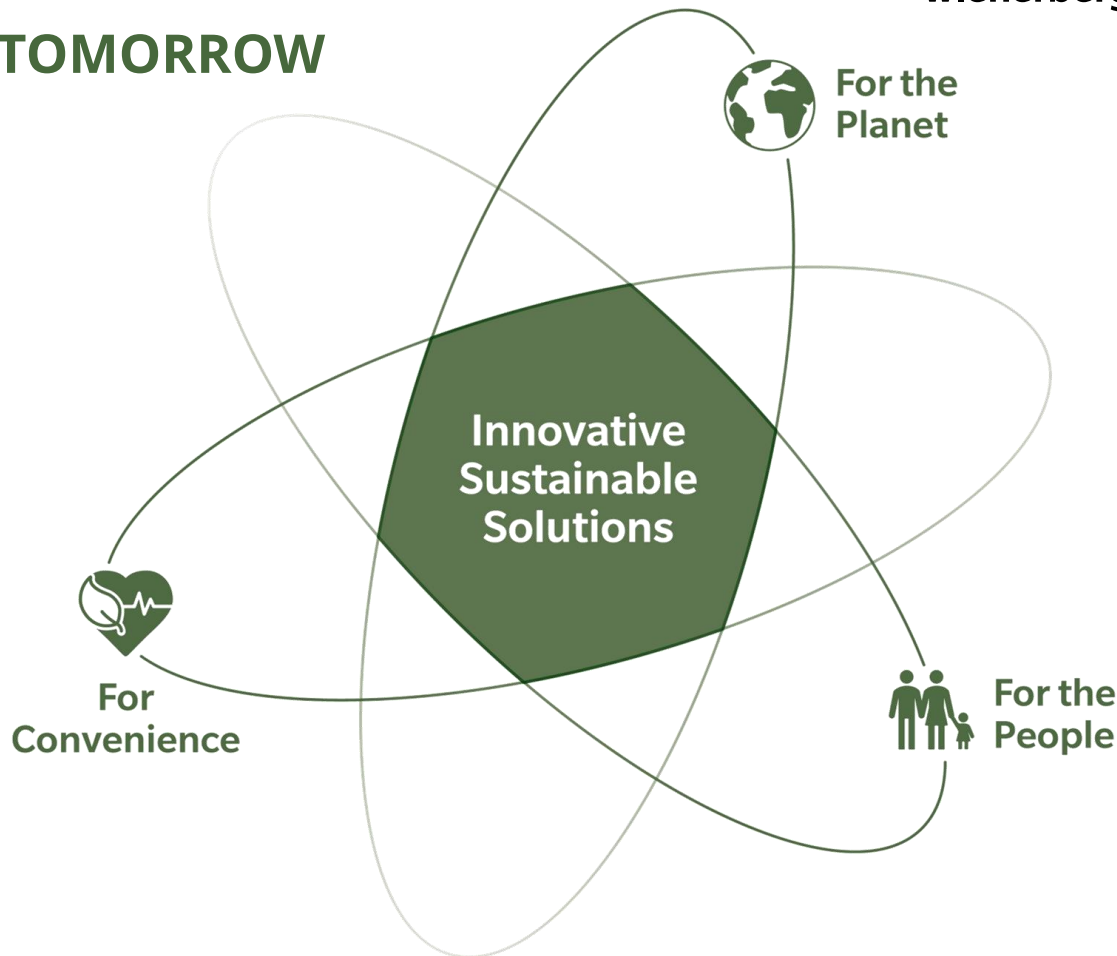 TOMORROW
For the
Planet
Innovative
Sustainable
Solutions
For
Convenience
For the
People